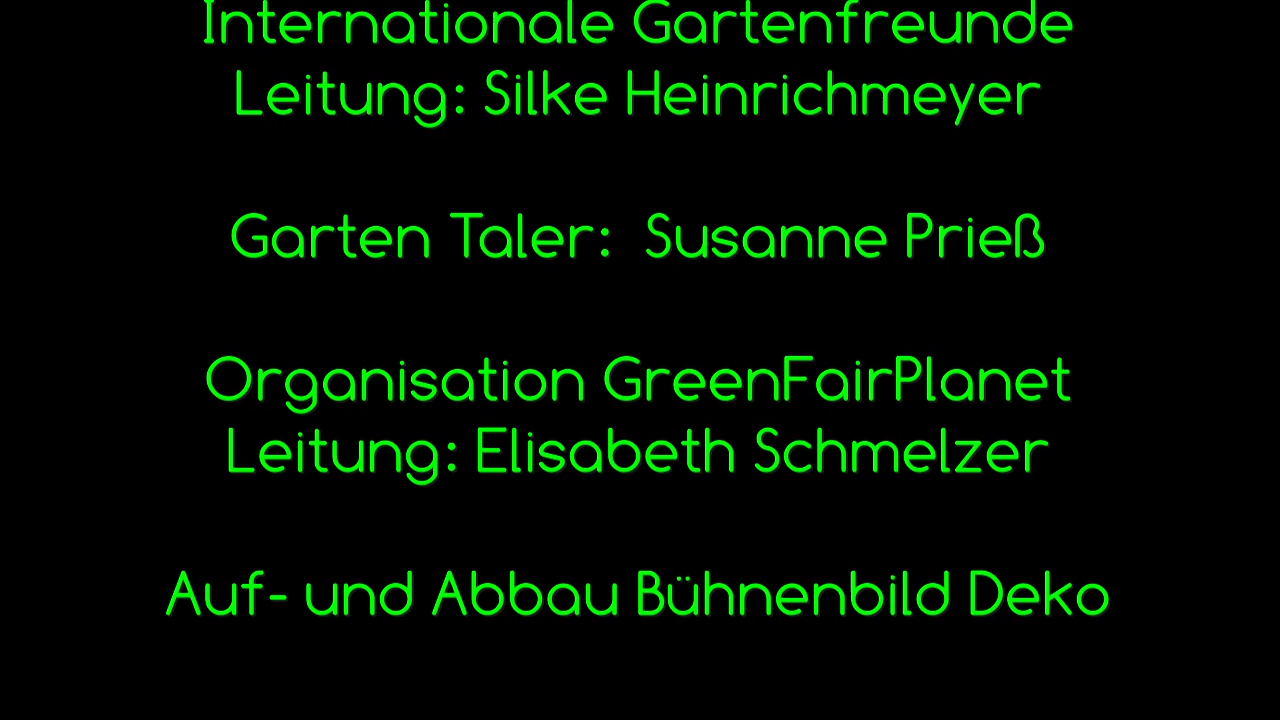 Internationale Gartenfreunde
Leitung: Silke Heinrichmeyer
Garten Taler: Susanne Prieß
Organisation GreenFairPlanet
Leitung: Elisabeth Schmelzer
Auf- und Abbau Bühnenbild Deko